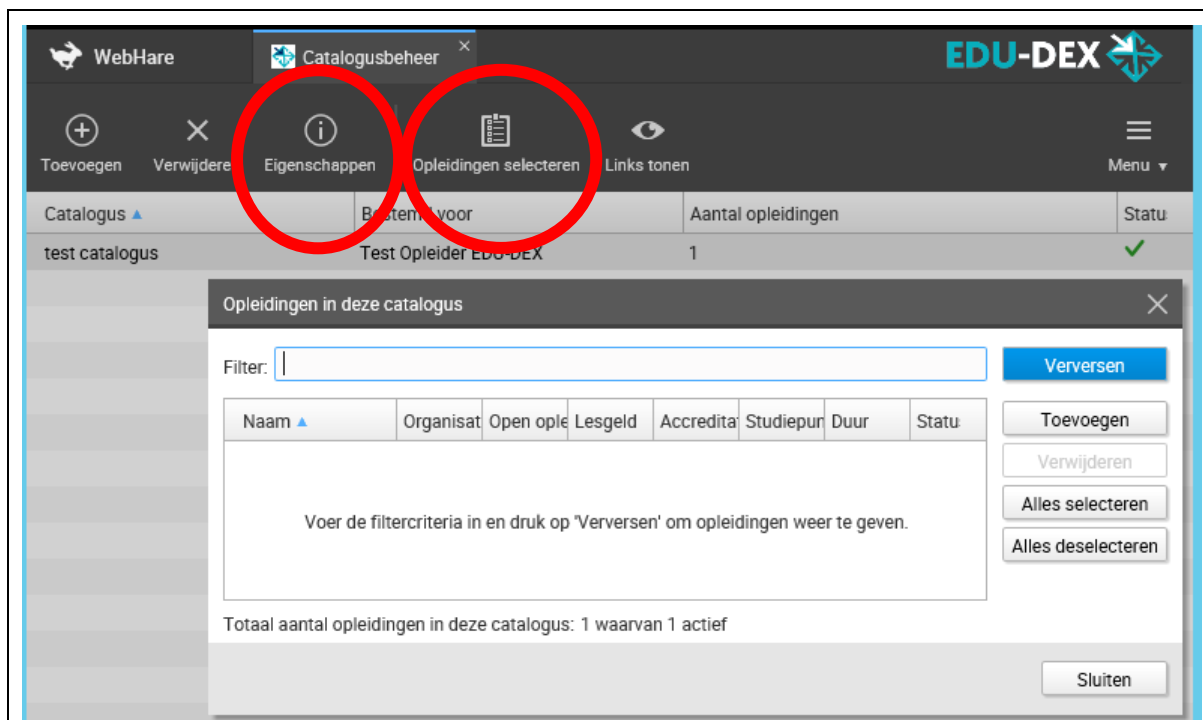 WebHare
Catalogusbeheer
EDU-DEX
Toevoegen
Verwijdere
Eigenschappen
Opleidingen selecteren
Links tonen
Menu
Catalogus
Bestemd voor
Aantal opleidingen
Statu
test catalogus
Test Opleider EDU-DEX
1
Opleidingen in deze catalogus
Filter:
Verversen
Naam
Organisat
Open ople
Lesgeld
Accredita
Studiepun
Duur
Statu
Toevoegen
Verwijderen
Voer de filtercriteria in en druk op 'Verversen' om opleidingen weer te geven.
Alles selecteren
Alles deselecteren
Totaal aantal opleidingen in deze catalogus: 1 waarvan 1 actief
Sluiten